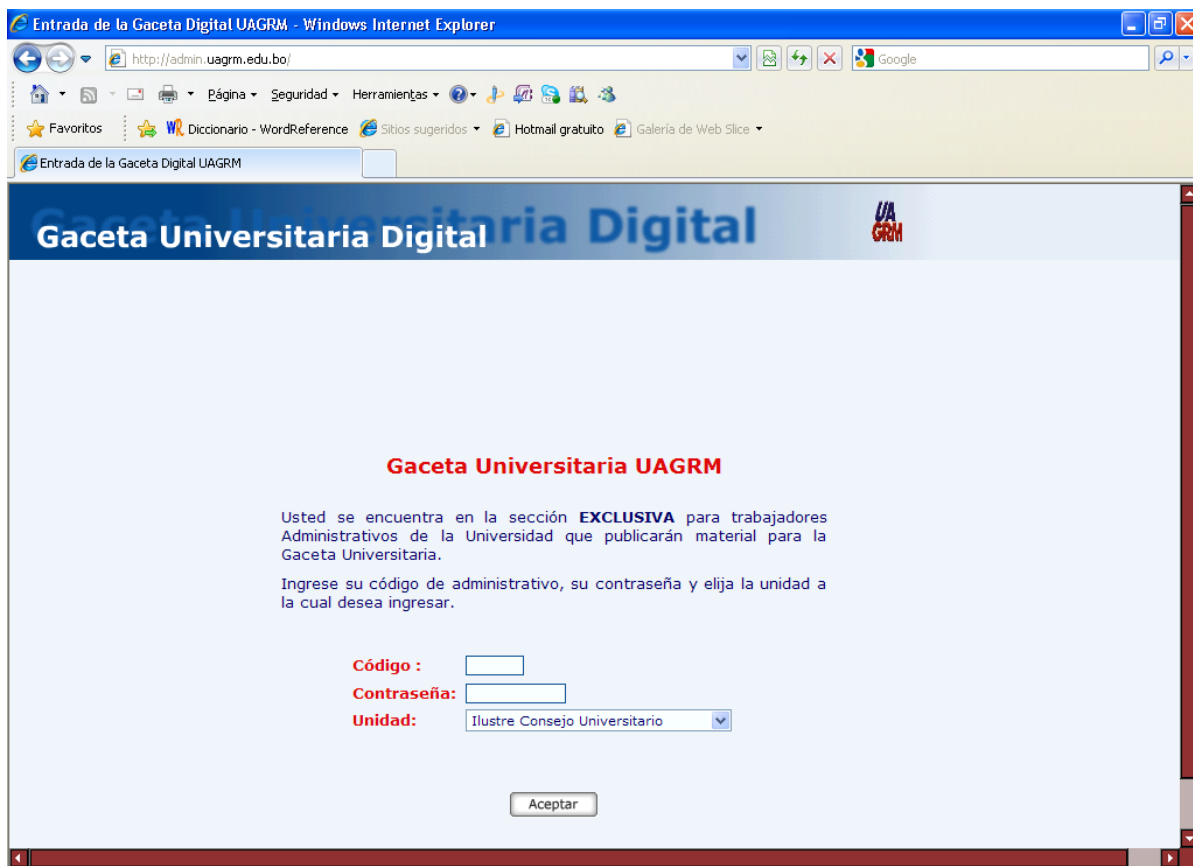 Entrada de la Gaceta Digital UAGRM - Windows Internet Explorer
http://admin.uagrm.edu.bo/
Google
Página
Seguridad
Herramientas
Favoritos
Diccionario - WordReference
Sitios sugeridos
Hotmail gratuito
Galería de Web Slice
Entrada de la Gaceta Digital UAGRM
Gaceta Universitaria Digital
Gaceta Universitaria Digital
UA
GRM
Gaceta Universitaria UAGRM
Usted se encuentra en la sección EXCLUSIVA para trabajadores
Administrativos de la Universidad que publicarán material para la
Gaceta Universitaria.
Ingrese su código de administrativo, su contraseña y elija la unidad a
la cual desea ingresar.
Código :
Contraseña:
Unidad: Ilustre Consejo Universitario
Aceptar